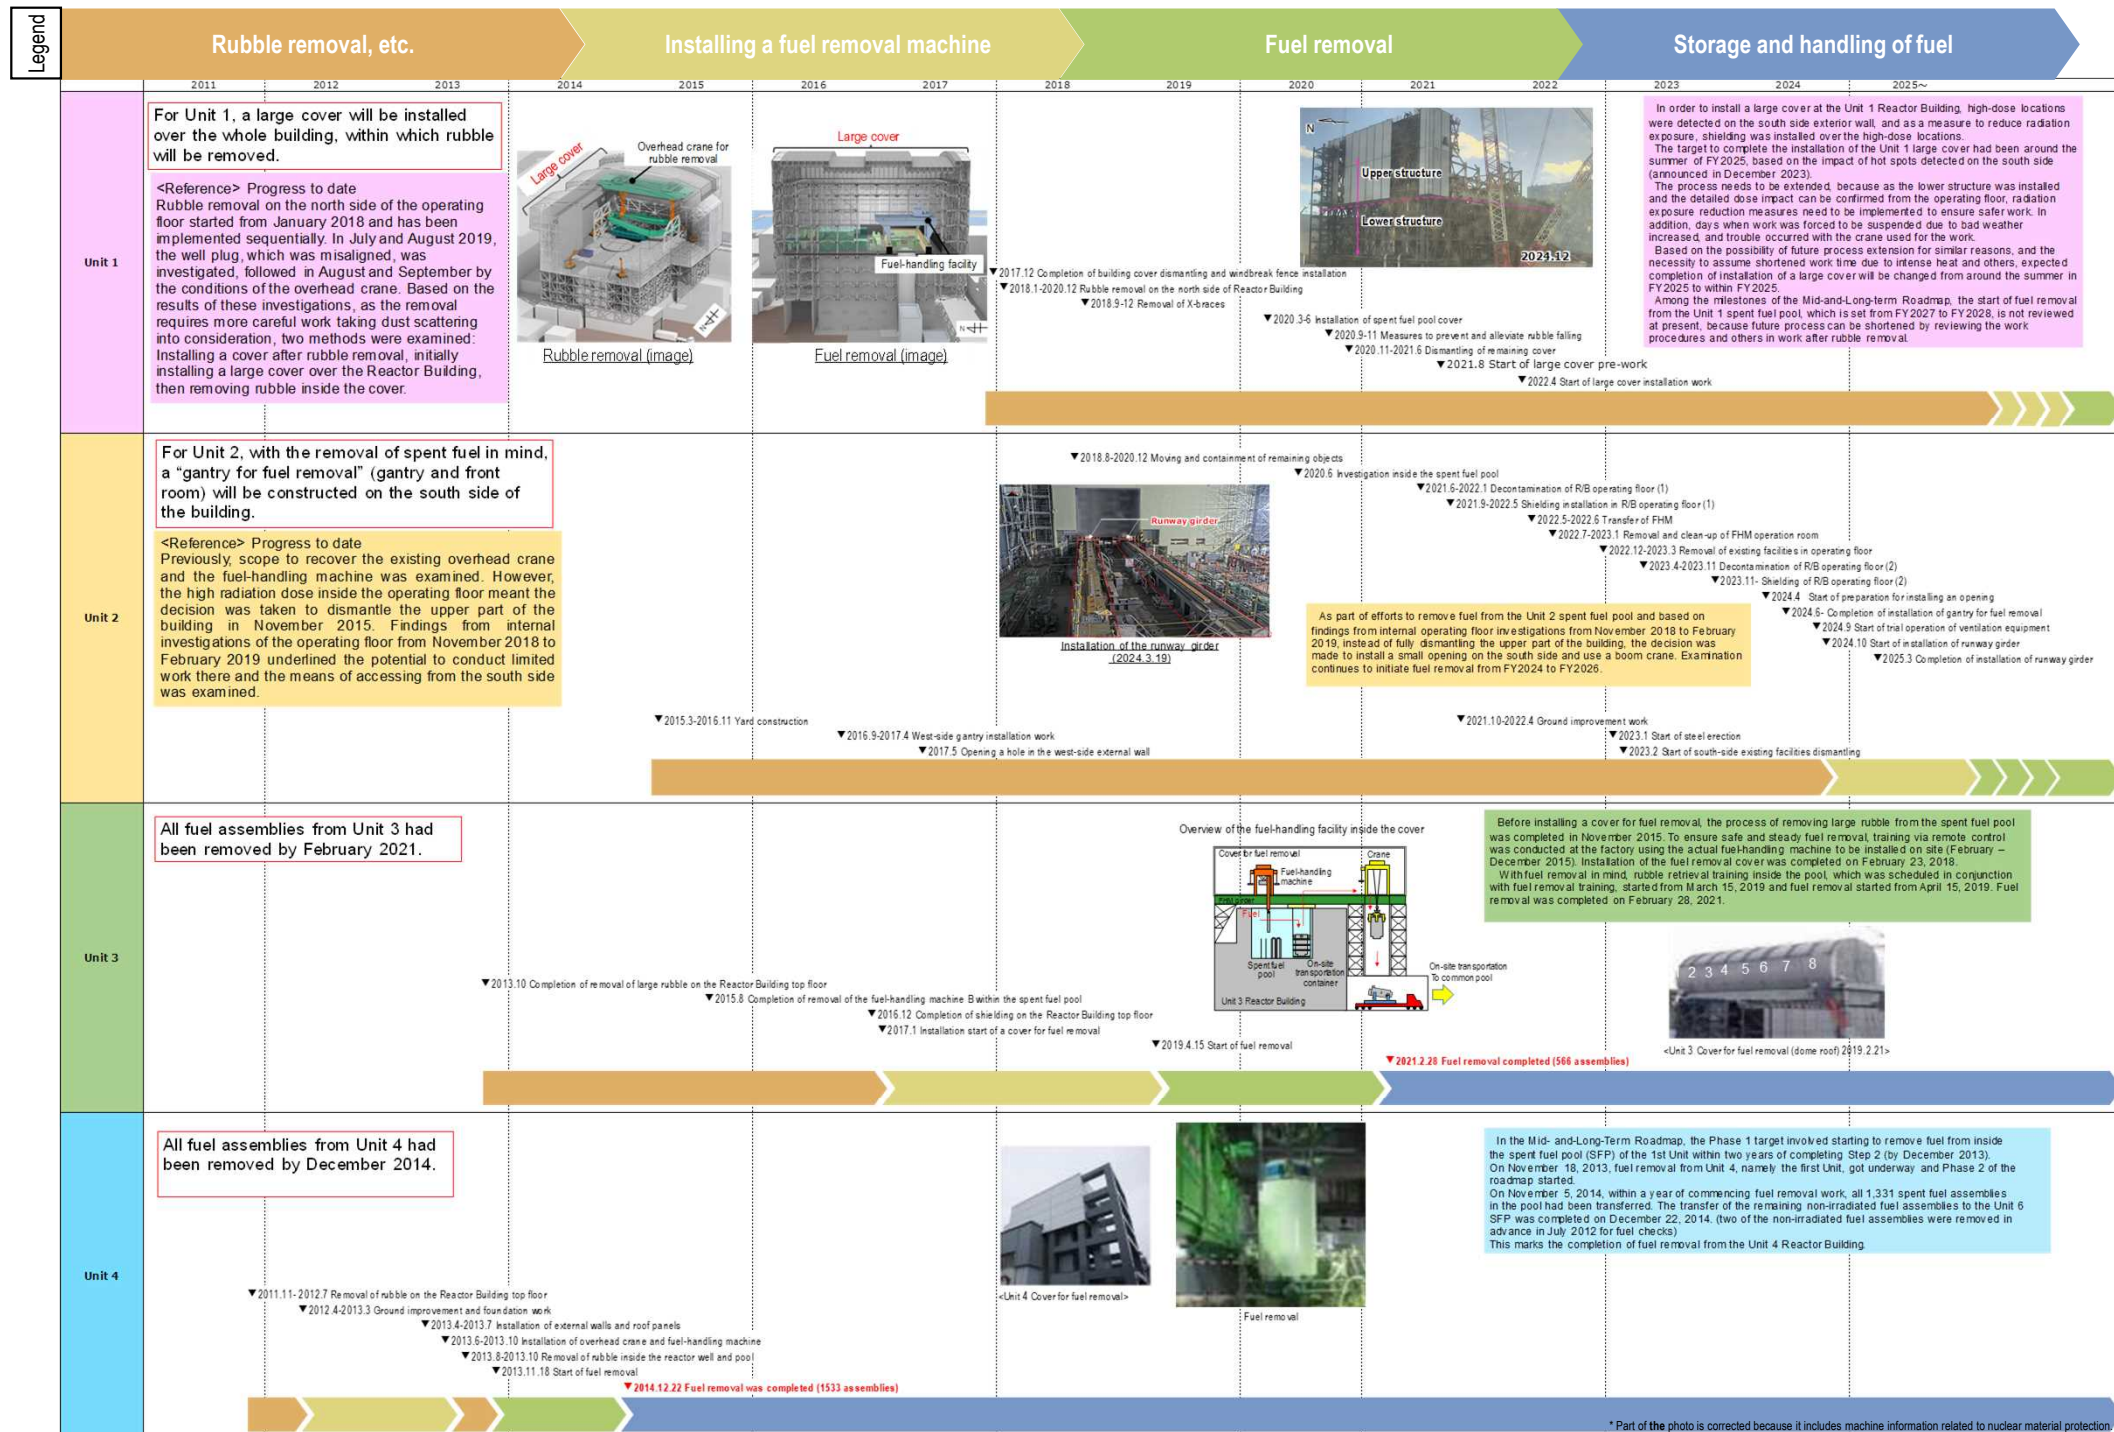 Legend
Rubble removal, etc.
Installing a fuel removal machine
Fuel removal
Storage and handling of fuel
2011
2012
2013
2014
2015
2016
2017
2018
2019
2020
2021
2022
2023
2024
2025~
Unit 1
For Unit 1, a large cover will be installed
over the whole building, within which rubble
will be removed.
<Reference> Progress to date
Rubble removal on the north side of the operating
floor started from January 2018 and has been
implemented sequentially. In July and August 2019,
the well plug, which was misaligned, was
investigated, followed in August and September by
the conditions of the overhead crane. Based on the
results of these investigations, as the removal
requires more careful work taking dust scattering
into consideration, two methods were examined:
Installing a cover after rubble removal, initially
installing a large cover over the Reactor Building,
then removing rubble inside the cover.
Large cover
Overhead crane for
rubble removal
N
Rubble removal (image)
Large cover
Fuel-handling facility
N
Fuel removal (image)
N
Upper structure
Lower structure
2024.12
▼2017.12 Completion of building cover dismantling and windbreak fence installation
▼2018.1-2020.12 Rubble removal on the north side of Reactor Building
▼2018.9-12 Removal of X-braces
▼2020.3-6 Installation of spent fuel pool cover
▼2020.9-11 Measures to prevent and alleviate rubble falling
▼2020.11-2021.6 Dismantling of remaining cover
▼2021.8 Start of large cover pre-work
▼2022.4 Start of large cover installation work
In order to install a large cover at the Unit 1 Reactor Building, high-dose locations
were detected on the south side exterior wall, and as a measure to reduce radiation
exposure, shielding was installed over the high-dose locations.
The target to complete the installation of the Unit 1 large cover had been around the
summer of FY2025, based on the impact of hot spots detected on the south side
(announced in December 2023).
The process needs to be extended, because as the lower structure was installed
and the detailed dose impact can be confirmed from the operating floor, radiation
exposure reduction measures need to be implemented to ensure safer work. In
addition, days when work was forced to be suspended due to bad weather
increased, and trouble occurred with the crane used for the work.
Based on the possibility of future process extension for similar reasons, and the
necessity to assume shortened work time due to intense heat and others, expected
completion of installation of a large cover will be changed from around the summer in
FY2025 to within FY2025.
Among the milestones of the Mid-and-Long-term Roadmap, the start of fuel removal
from the Unit 1 spent fuel pool, which is set from FY2027 to FY2028, is not reviewed
at present, because future process can be shortened by reviewing the work
procedures and others in work after rubble removal.
Unit 2
For Unit 2, with the removal of spent fuel in mind,
a “gantry for fuel removal” (gantry and front
room) will be constructed on the south side of
the building.
<Reference> Progress to date
Previously, scope to recover the existing overhead crane
and the fuel-handling machine was examined. However,
the high radiation dose inside the operating floor meant the
decision was taken to dismantle the upper part of the
building in November 2015. Findings from internal
investigations of the operating floor from November 2018 to
February 2019 underlined the potential to conduct limited
work there and the means of accessing from the south side
was examined.
Runway girder
Installation of the runway girder
(2024.3.19)
▼2018.8-2020.12 Moving and containment of remaining objects
▼2020.6 Investigation inside the spent fuel pool
▼2021.6-2022.1 Decontamination of R/B operating floor (1)
▼2021.9-2022.5 Shielding installation in R/B operating floor (1)
▼2022.5-2022.6 Transfer of FHM
▼2022.7-2023.1 Removal and clean-up of FHM operation room
▼2022.12-2023.3 Removal of existing facilities in operating floor
▼2023.4-2023.11 Decontamination of R/B operating floor (2)
▼2023.11- Shielding of R/B operating floor (2)
▼2024.4 Start of preparation for installing an opening
▼2024.6- Completion of installation of gantry for fuel removal
▼2024.9 Start of trial operation of ventilation equipment
▼2024.10 Start of installation of runway girder
▼2025.3 Completion of installation of runway girder
As part of efforts to remove fuel from the Unit 2 spent fuel pool and based on
findings from internal operating floor investigations from November 2018 to February
2019, instead of fully dismantling the upper part of the building, the decision was
made to install a small opening on the south side and use a boom crane. Examination
continues to initiate fuel removal from FY2024 to FY2026.
▼2015.3-2016.11 Yard construction
▼2016.9-2017.4 West-side gantry installation work
▼2017.5 Opening a hole in the west-side external wall
▼2021.10-2022.4 Ground improvement work
▼2023.1 Start of steel erection
▼2023.2 Start of south-side existing facilities dismantling
Unit 3
All fuel assemblies from Unit 3 had
been removed by February 2021.
Overview of the fuel-handling facility inside the cover
Cover for fuel removal
Crane
Fuel-handling
machine
FHM girder
Fuel
Spent fuel
pool
On-site
transportation
container
Unit 3 Reactor Building
On-site transportation
To common pool
Before installing a cover for fuel removal, the process of removing large rubble from the spent fuel pool
was completed in November 2015. To ensure safe and steady fuel removal, training via remote control
was conducted at the factory using the actual fuel-handling machine to be installed on site (February –
December 2015). Installation of the fuel removal cover was completed on February 23, 2018.
With fuel removal in mind, rubble retrieval training inside the pool, which was scheduled in conjunction
with fuel removal training, started from March 15, 2019 and fuel removal started from April 15, 2019. Fuel
removal was completed on February 28, 2021.
2 3 4 5 6 7 8
<Unit 3 Cover for fuel removal (dome roof) 2019.2.21>
▼2013.10 Completion of removal of large rubble on the Reactor Building top floor
▼2015.8 Completion of removal of the fuel-handling machine B within the spent fuel pool
▼2016.12 Completion of shielding on the Reactor Building top floor
▼2017.1 Installation start of a cover for fuel removal
▼2019.4.15 Start of fuel removal
▼2021.2.28 Fuel removal completed (566 assemblies)
Unit 4
All fuel assemblies from Unit 4 had
been removed by December 2014.
<Unit 4 Cover for fuel removal>
Fuel removal
In the Mid- and-Long-Term Roadmap, the Phase 1 target involved starting to remove fuel from inside
the spent fuel pool (SFP) of the 1st Unit within two years of completing Step 2 (by December 2013).
On November 18, 2013, fuel removal from Unit 4, namely the first Unit, got underway and Phase 2 of the
roadmap started.
On November 5, 2014, within a year of commencing fuel removal work, all 1,331 spent fuel assemblies
in the pool had been transferred. The transfer of the remaining non-irradiated fuel assemblies to the Unit 6
SFP was completed on December 22, 2014. (two of the non-irradiated fuel assemblies were removed in
advance in July 2012 for fuel checks)
This marks the completion of fuel removal from the Unit 4 Reactor Building.
▼2011.11- 2012.7 Removal of rubble on the Reactor Building top floor
▼2012.4-2013.3 Ground improvement and foundation work
▼2013.4-2013.7 Installation of external walls and roof panels
▼2013.6-2013.10 Installation of overhead crane and fuel-handling machine
▼2013.8-2013.10 Removal of rubble inside the reactor well and pool
▼2013.11.18 Start of fuel removal
▼2014.12.22 Fuel removal was completed (1533 assemblies)
* Part of the photo is corrected because it includes machine information related to nuclear material protection.